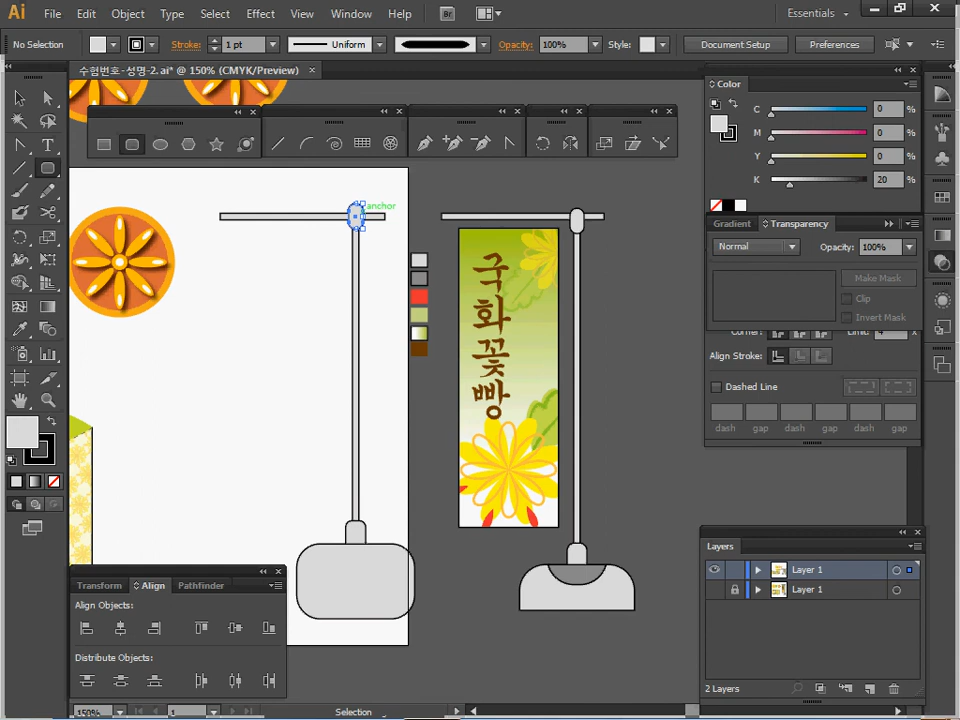 Ai File Edit Object Type Select Effect View Window Help Br Essentials
No Selection Stroke: 1 pt Uniform Opacity: 100% Style: Document Setup Preferences
수험번호-성명-2.ai* @ 150% (CMYK/Preview)
Color
C 0 %
M 0 %
Y 0 %
K 20 %
anchor
국화꽃빵
Gradient Transparency
Normal Opacity: 100%
Make Mask
Clip
Invert Mask
Corner: Limit: 4 x
Align Stroke:
Dashed Line
dash gap dash gap dash gap
Layers
Layer 1
Layer 1
2 Layers
Transform Align Pathfinder
Align Objects:
Distribute Objects:
150% 1 Selection